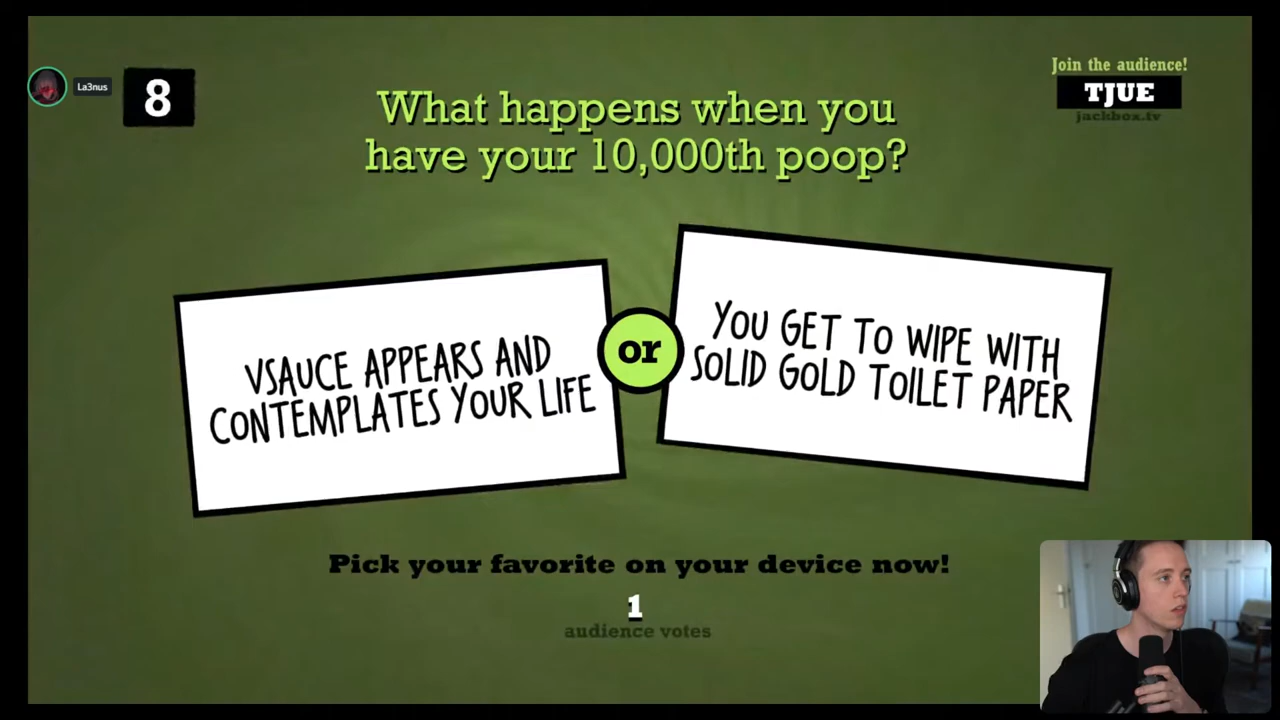 La3nus
8
Join the audience!
TJUE
jackbox.tv
What happens when you
have your 10,000th poop?
VSAUCE APPEARS AND
CONTEMPLATES YOUR LIFE
or
YOU GET TO WIPE WITH
SOLID GOLD TOILET PAPER
Pick your favorite on your device now!
1
audience votes